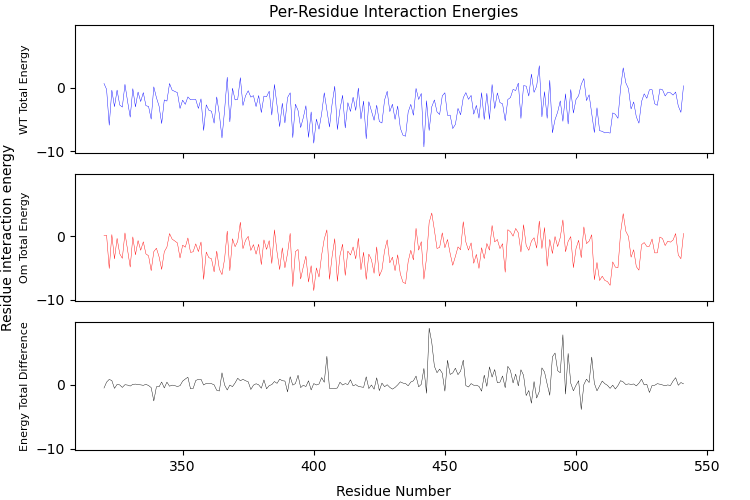 Per-Residue Interaction Energies
Residue interaction energy
WT Total Energy
0
−10
Om Total Energy
0
−10
Energy Total Difference
0
−10
350
400
450
500
550
Residue Number